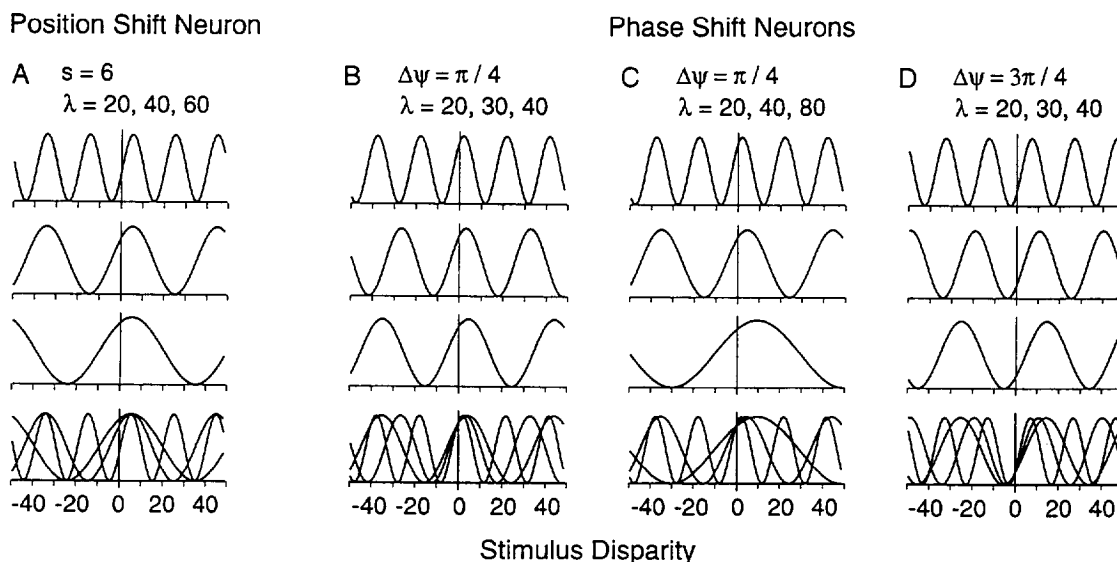 Position Shift Neuron
Phase Shift Neurons
A s = 6
λ = 20, 40, 60
B Δψ = π / 4
λ = 20, 30, 40
C Δψ = π / 4
λ = 20, 40, 80
D Δψ = 3π / 4
λ = 20, 30, 40
-40 -20 0 20 40
-40 -20 0 20 40
-40 -20 0 20 40
-40 -20 0 20 40
Stimulus Disparity